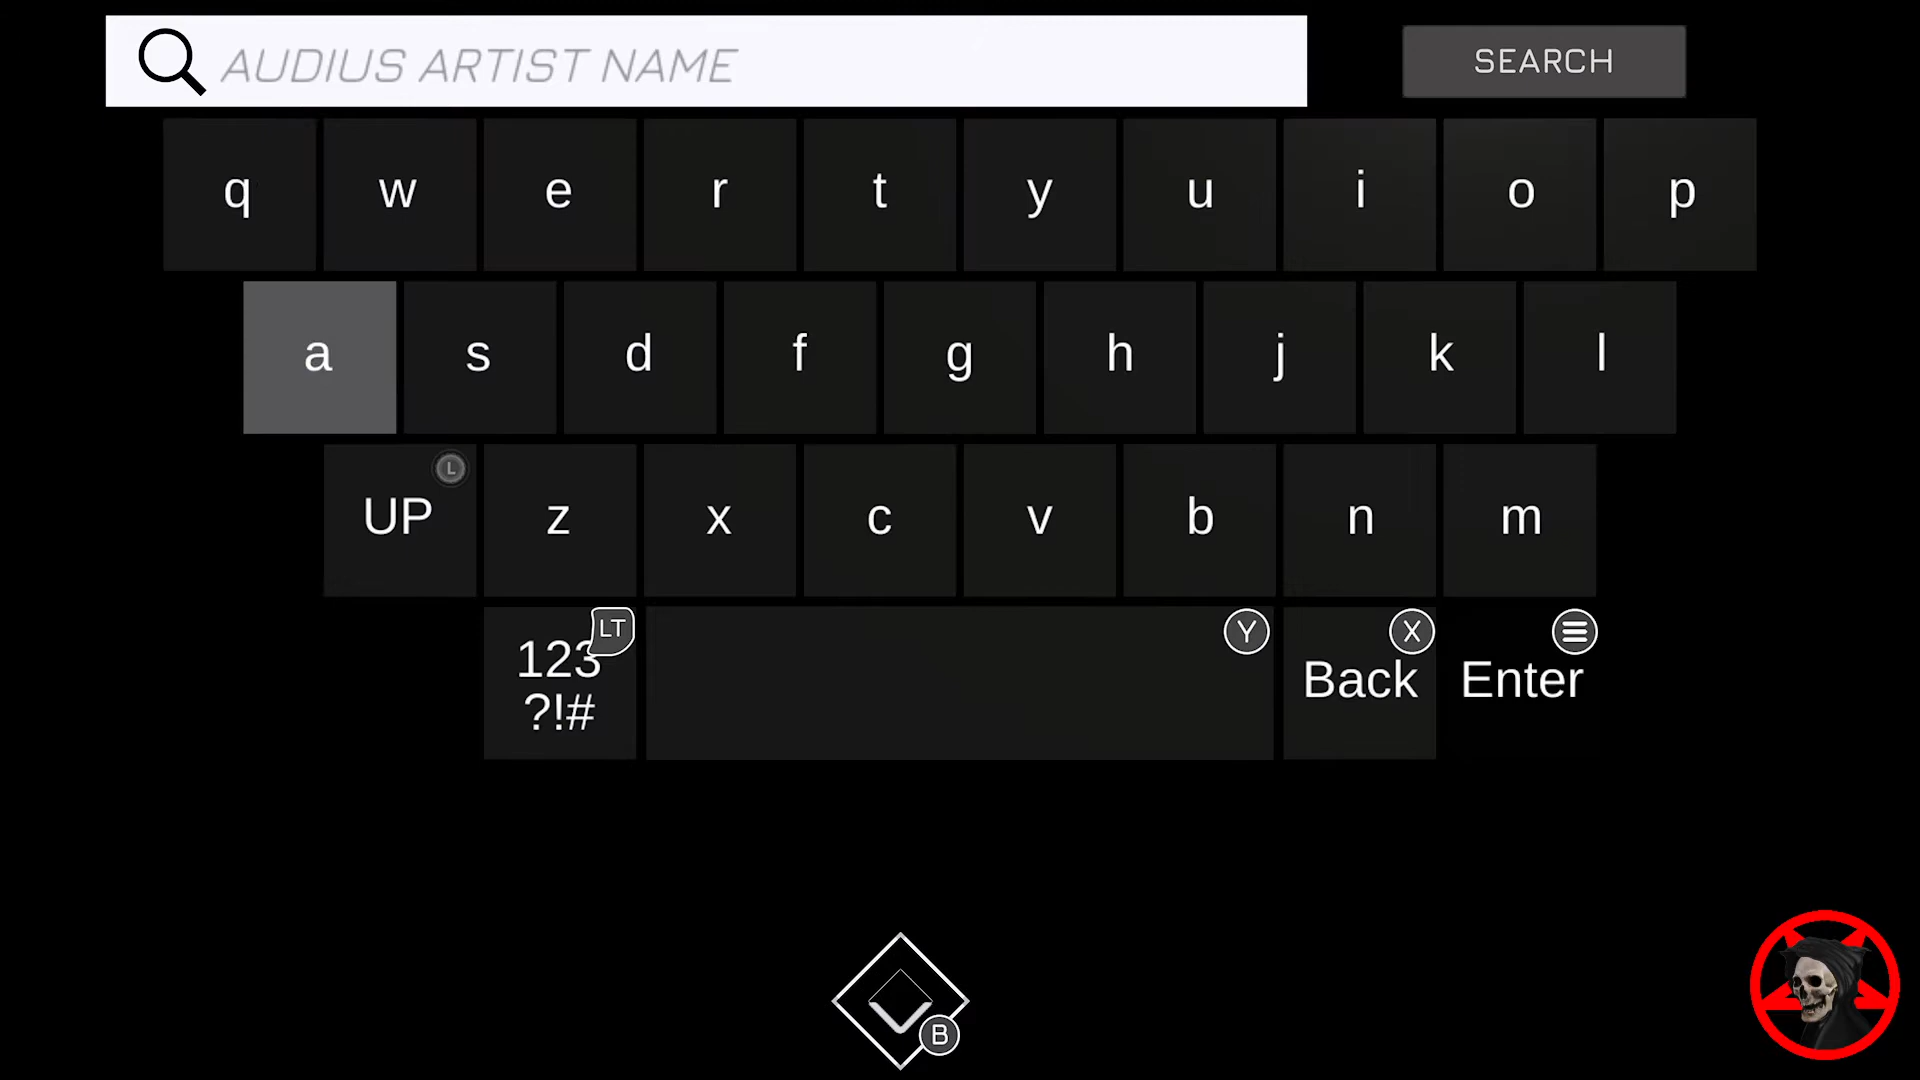 AUDIUS ARTIST NAME
SEARCH
q w e r t y u i o p
a s d f g h j k l
L
UP z x c v b n m
LT Y X
123
?!#
Back Enter
B